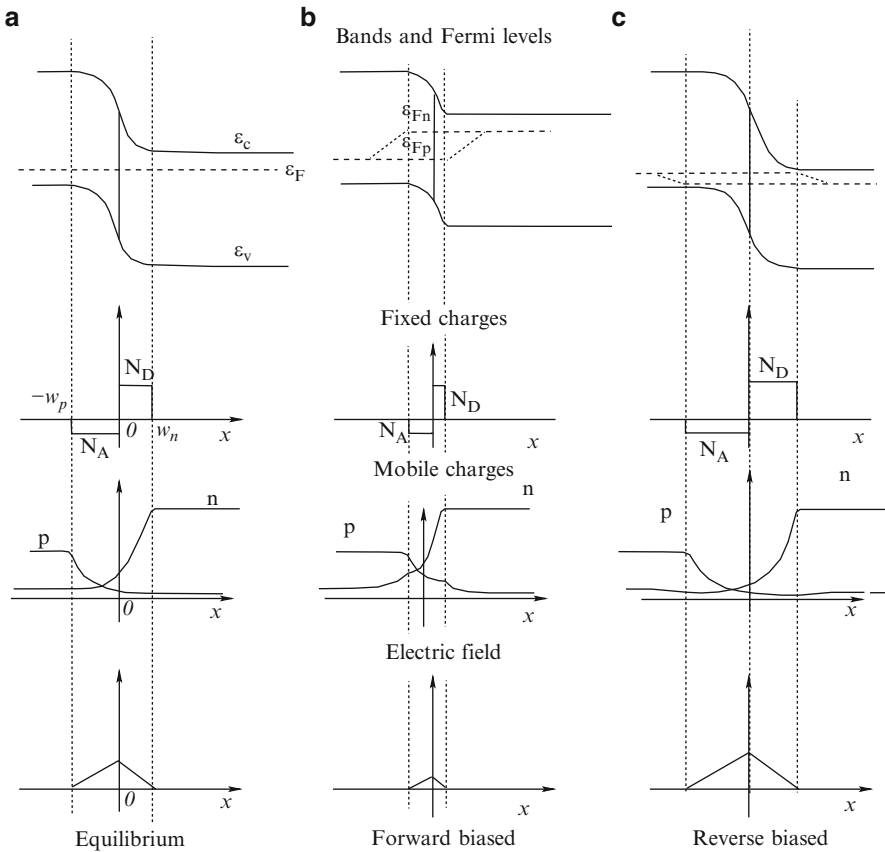 a
b
c
Bands and Fermi levels
ε_c
ε_F
ε_v
ε_Fn
ε_Fp
Fixed charges
N_D
−w_p
0
w_n
x
N_A
N_D
N_A
x
N_D
N_A
x
Mobile charges
p
n
0
x
p
n
x
p
n
x
Electric field
0
x
x
x
Equilibrium
Forward biased
Reverse biased